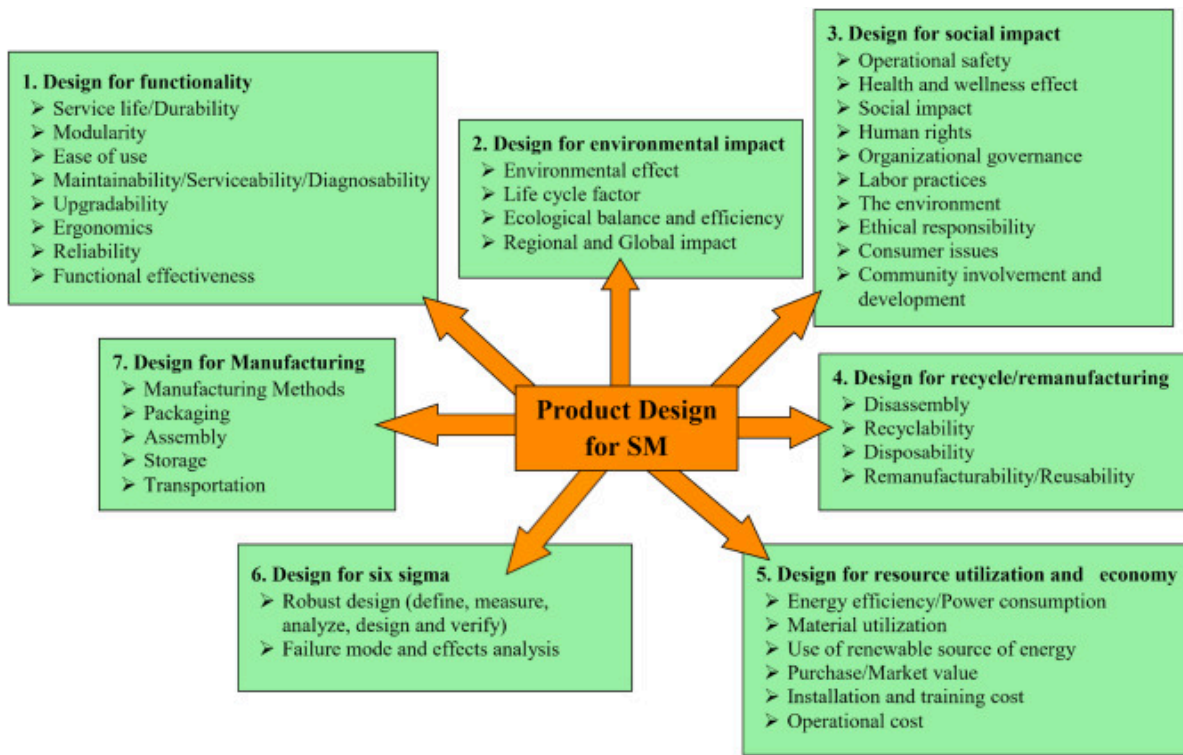 1. Design for functionality
➢ Service life/Durability
➢ Modularity
➢ Ease of use
➢ Maintainability/Serviceability/Diagnosability
➢ Upgradability
➢ Ergonomics
➢ Reliability
➢ Functional effectiveness
2. Design for environmental impact
➢ Environmental effect
➢ Life cycle factor
➢ Ecological balance and efficiency
➢ Regional and Global impact
3. Design for social impact
➢ Operational safety
➢ Health and wellness effect
➢ Social impact
➢ Human rights
➢ Organizational governance
➢ Labor practices
➢ The environment
➢ Ethical responsibility
➢ Consumer issues
➢ Community involvement and
development
Product Design
for SM
4. Design for recycle/remanufacturing
➢ Disassembly
➢ Recyclability
➢ Disposability
➢ Remanufacturability/Reusability
5. Design for resource utilization and economy
➢ Energy efficiency/Power consumption
➢ Material utilization
➢ Use of renewable source of energy
➢ Purchase/Market value
➢ Installation and training cost
➢ Operational cost
6. Design for six sigma
➢ Robust design (define, measure,
analyze, design and verify)
➢ Failure mode and effects analysis
7. Design for Manufacturing
➢ Manufacturing Methods
➢ Packaging
➢ Assembly
➢ Storage
➢ Transportation